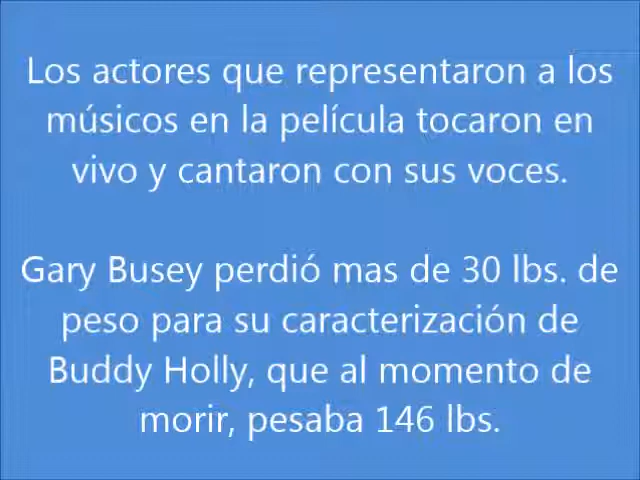 Los actores que representaron a los
músicos en la película tocaron en
vivo y cantaron con sus voces.
Gary Busey perdió mas de 30 lbs. de
peso para su caracterización de
Buddy Holly, que al momento de
morir, pesaba 146 lbs.